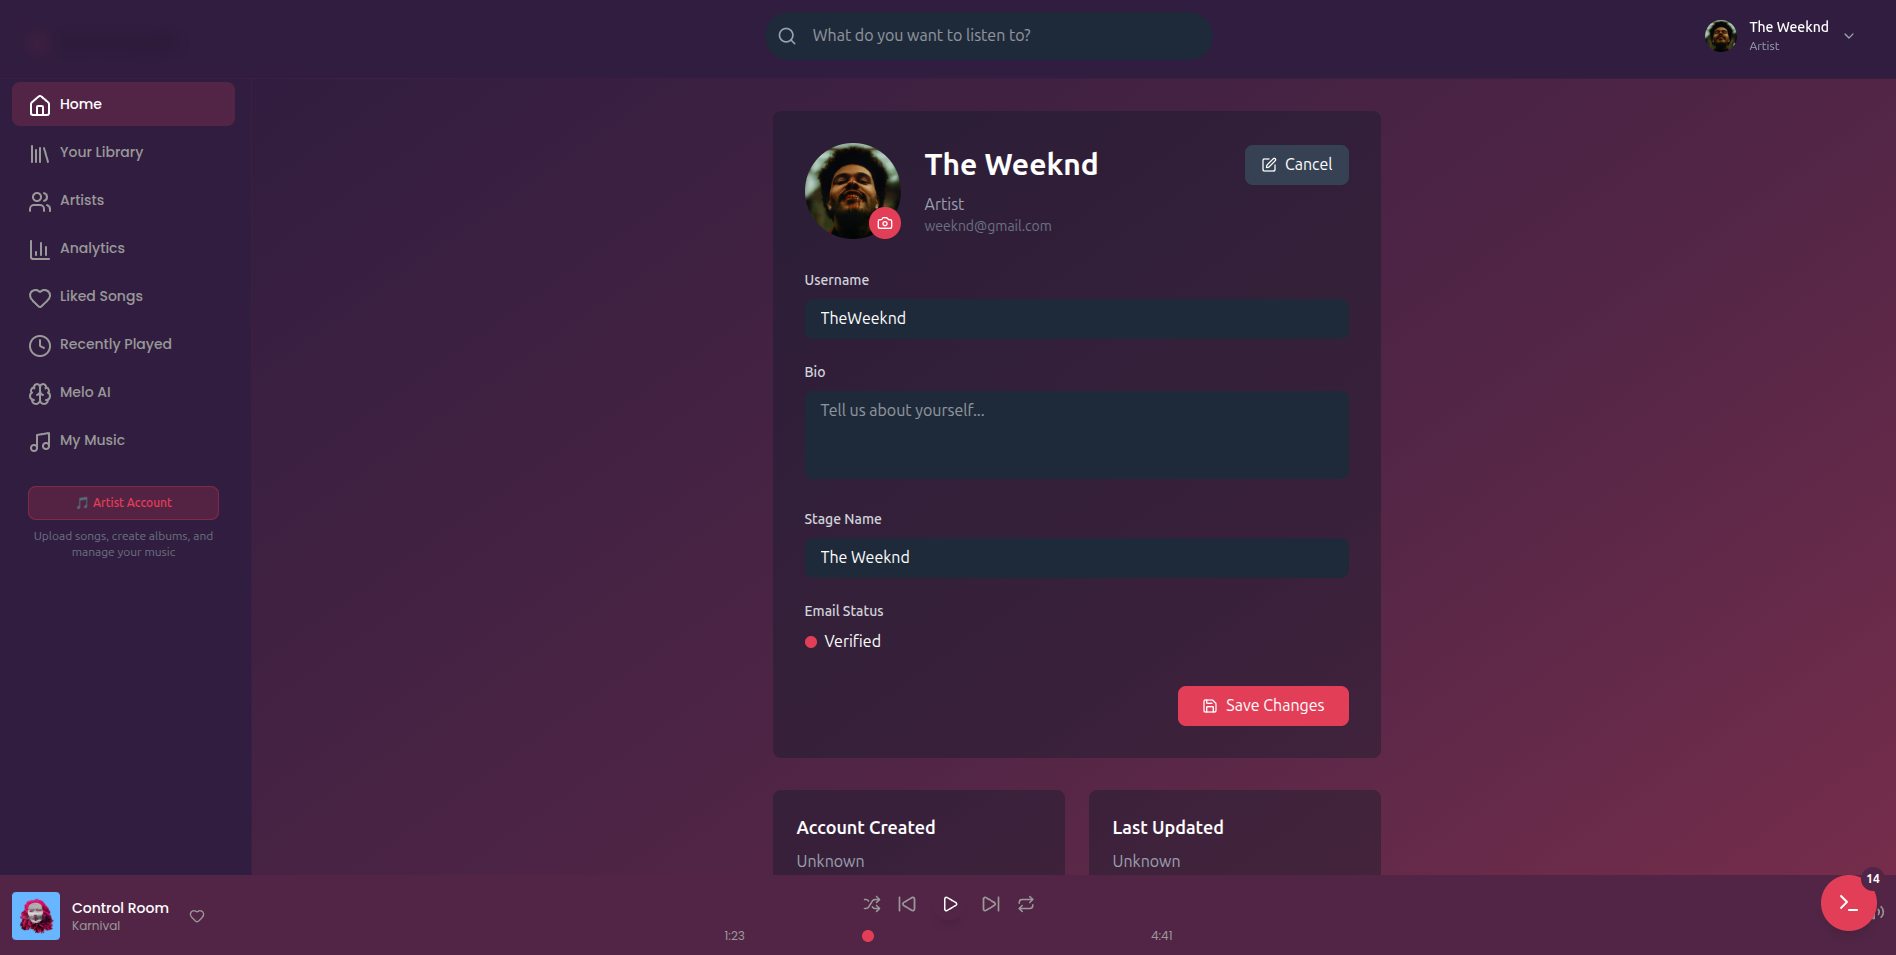 What do you want to listen to?
The Weeknd
Artist
Home
Your Library
Artists
Analytics
Liked Songs
Recently Played
Melo AI
My Music
🎵 Artist Account
Upload songs, create albums, and
manage your music
The Weeknd
Cancel
Artist
weeknd@gmail.com
Username
TheWeeknd
Bio
Tell us about yourself...
Stage Name
The Weeknd
Email Status
Verified
Save Changes
Account Created
Unknown
Last Updated
Unknown
Control Room
Karnival
1:23
4:41
14